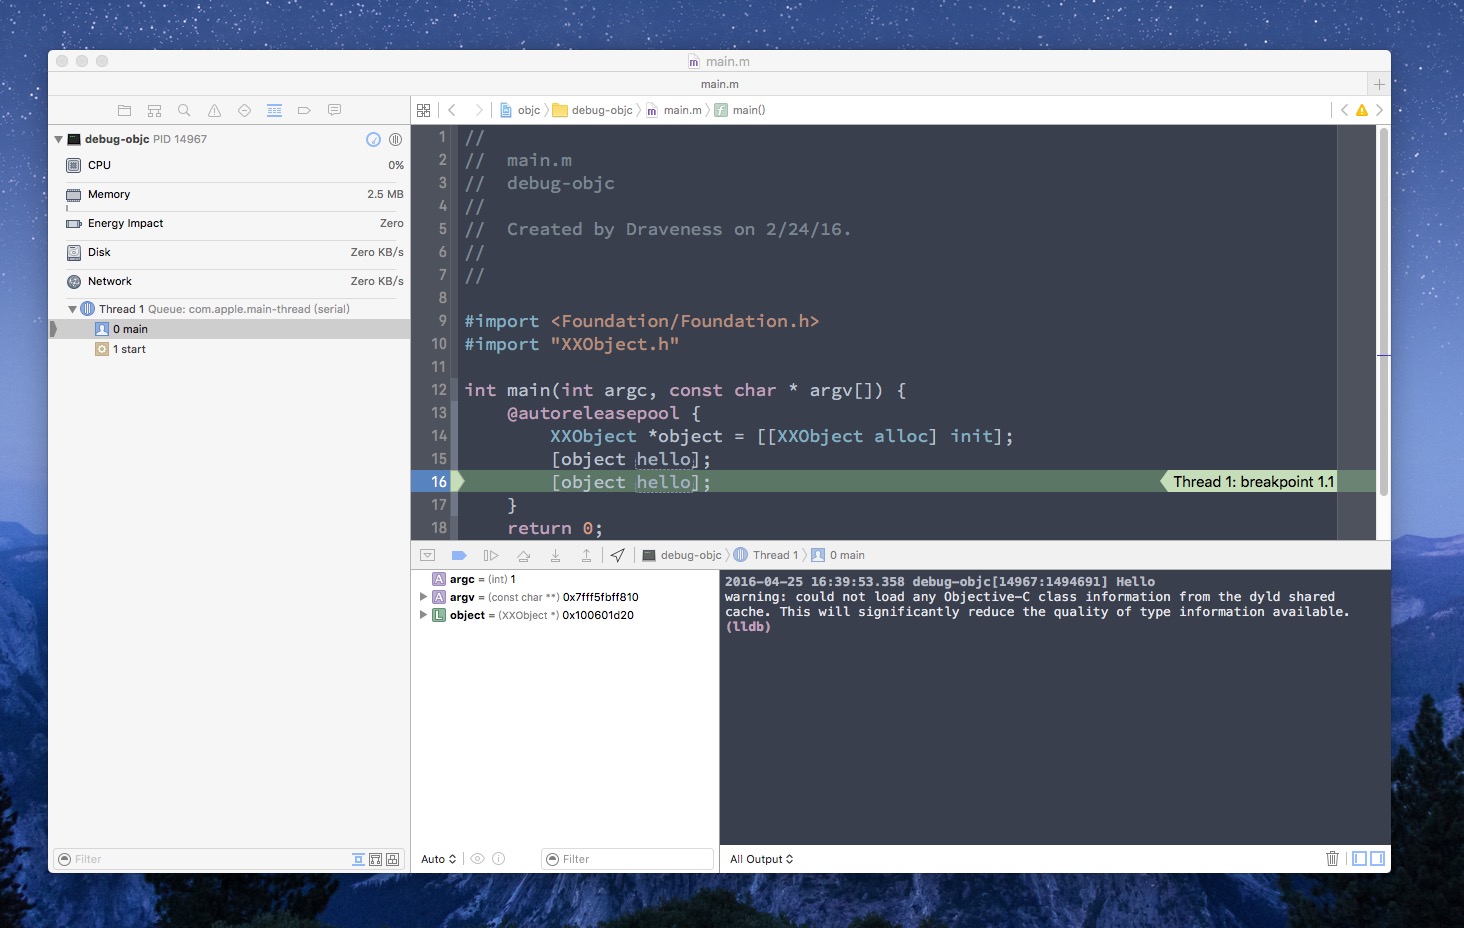 main.m
main.m
debug-objc PID 14967
CPU 0%
Memory 2.5 MB
Energy Impact Zero
Disk Zero KB/s
Network Zero KB/s
Thread 1 Queue: com.apple.main-thread (serial)
0 main
1 start
Filter
objc debug-objc main.m main()
1 //
2 //  main.m
3 //  debug-objc
4 //
5 //  Created by Draveness on 2/24/16.
6 //
7 //
8
9 #import <Foundation/Foundation.h>
10 #import "XXObject.h"
11
12 int main(int argc, const char * argv[]) {
13     @autoreleasepool {
14         XXObject *object = [[XXObject alloc] init];
15         [object hello];
16         [object hello]; Thread 1: breakpoint 1.1
17     }
18     return 0;
debug-objc Thread 1 0 main
A argc = (int) 1
A argv = (const char **) 0x7fff5fbff810
L object = (XXObject *) 0x100601d20
Auto Filter
2016-04-25 16:39:53.358 debug-objc[14967:1494691] Hello
warning: could not load any Objective-C class information from the dyld shared
cache. This will significantly reduce the quality of type information available.
(lldb)
All Output